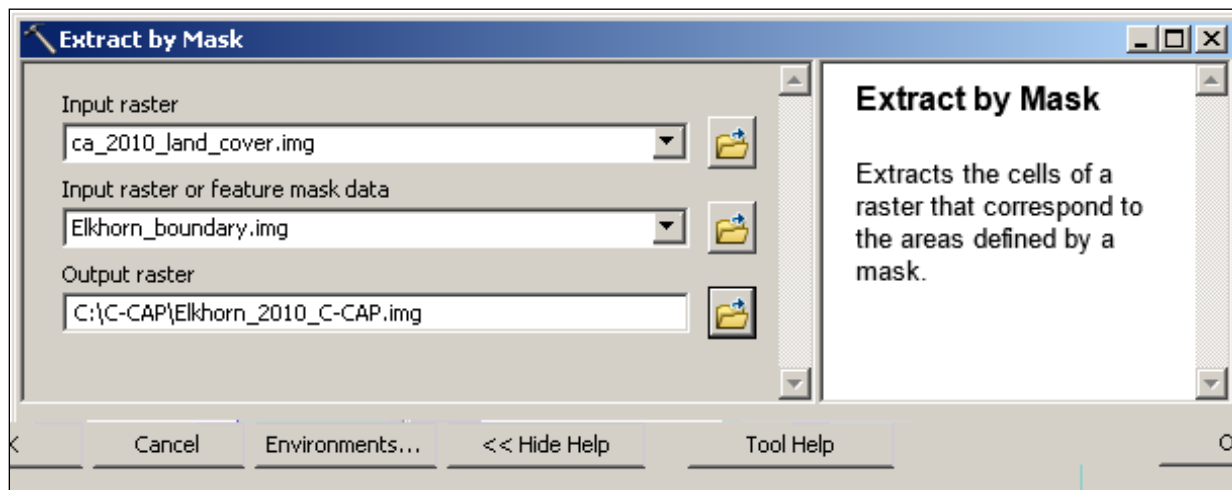 Extract by Mask
Input raster
ca_2010_land_cover.img
Input raster or feature mask data
Elkhorn_boundary.img
Output raster
C:\C-CAP\Elkhorn_2010_C-CAP.img
Extract by Mask
Extracts the cells of a
raster that correspond to
the areas defined by a
mask.
Cancel
Environments...
<< Hide Help
Tool Help